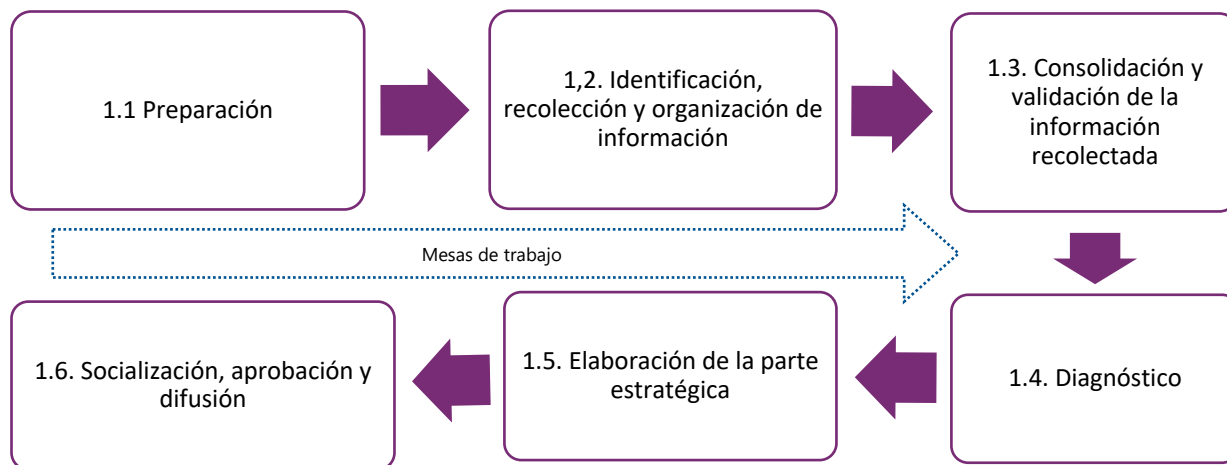 1.1 Preparación
1,2. Identificación,
recolección y organización de
información
1.3. Consolidación y
validación de la
información
recolectada
Mesas de trabajo
1.6. Socialización, aprobación y
difusión
1.5. Elaboración de la parte
estratégica
1.4. Diagnóstico